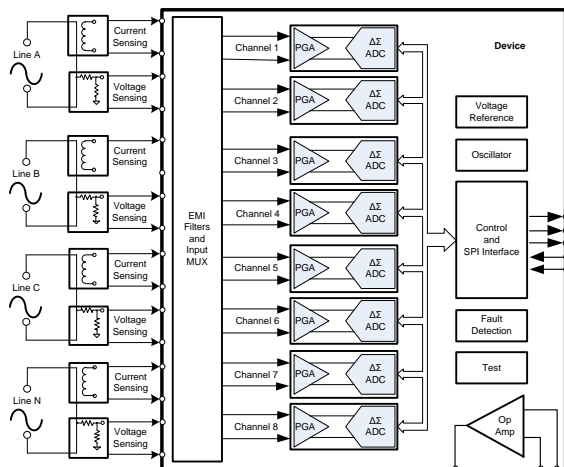 Line A
Current
Sensing
Voltage
Sensing
Line B
Current
Sensing
Voltage
Sensing
Line C
Current
Sensing
Voltage
Sensing
Line N
Current
Sensing
Voltage
Sensing
EMI
Filters
and
Input
MUX
Channel 1
PGA
ΔΣ
ADC
Channel 2
PGA
ΔΣ
ADC
Channel 3
PGA
ΔΣ
ADC
Channel 4
PGA
ΔΣ
ADC
Channel 5
PGA
ΔΣ
ADC
Channel 6
PGA
ΔΣ
ADC
Channel 7
PGA
ΔΣ
ADC
Channel 8
PGA
ΔΣ
ADC
Device
Voltage
Reference
Oscillator
Control
and
SPI Interface
Fault
Detection
Test
Op
Amp